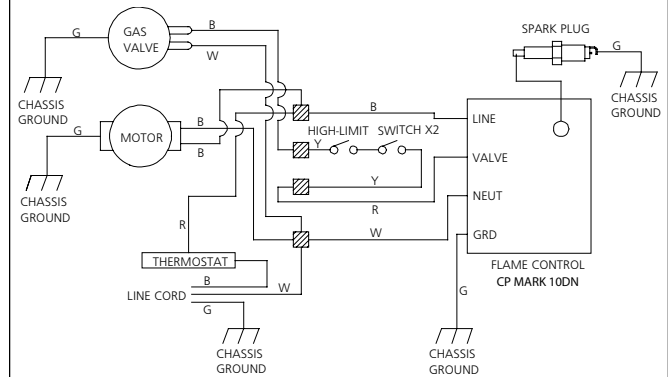 GAS
VALVE
B
W
G
CHASSIS
GROUND
SPARK PLUG
G
CHASSIS
GROUND
MOTOR
G
B
B
CHASSIS
GROUND
B
HIGH-LIMIT SWITCH X2
Y
Y
R
W
LINE
VALVE
NEUT
GRD
FLAME CONTROL
CP MARK 10DN
G
CHASSIS
GROUND
R
THERMOSTAT
LINE CORD
B
W
G
CHASSIS
GROUND